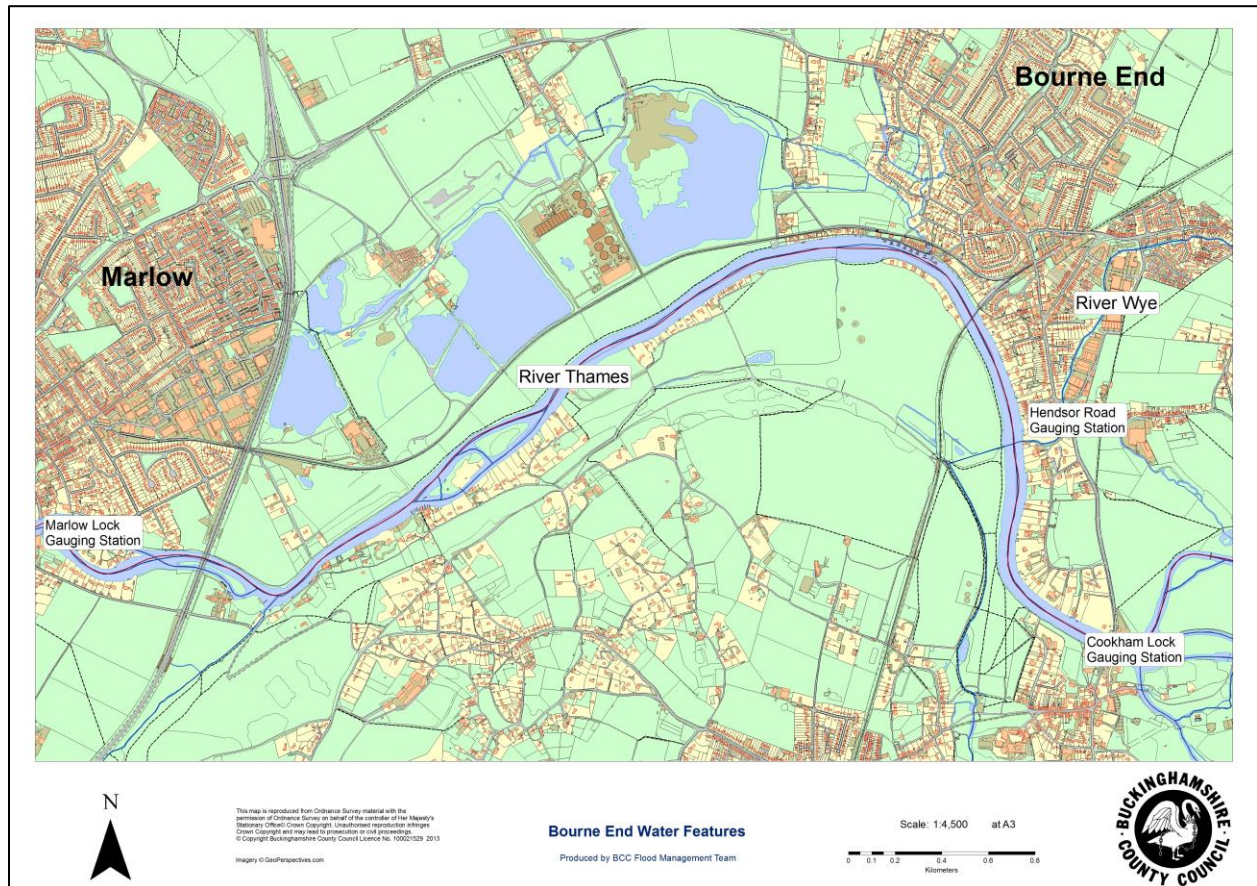 Bourne End
Marlow
River Wye
River Thames
Hendsor Road
Gauging Station
Marlow Lock
Gauging Station
Cookham Lock
Gauging Station
N
This map is reproduced from Ordnance Survey material with the
permission of Ordnance Survey on behalf of the controller of Her Majesty's
Stationary Office© Crown Copyright. Unauthorised reproduction infringes
Crown Copyright and may lead to prosecution or civil proceedings.
© Copyright Buckinghamshire County Council Licence No. 100021529 2013
Imagery © GeoPerspectives.com
Bourne End Water Features
Produced by BCC Flood Management Team
Scale: 1:4,500 at A3
0 0.1 0.2 0.4 0.6 0.8
Kilometers
BUCKINGHAMSHIRE
COUNTY COUNCIL